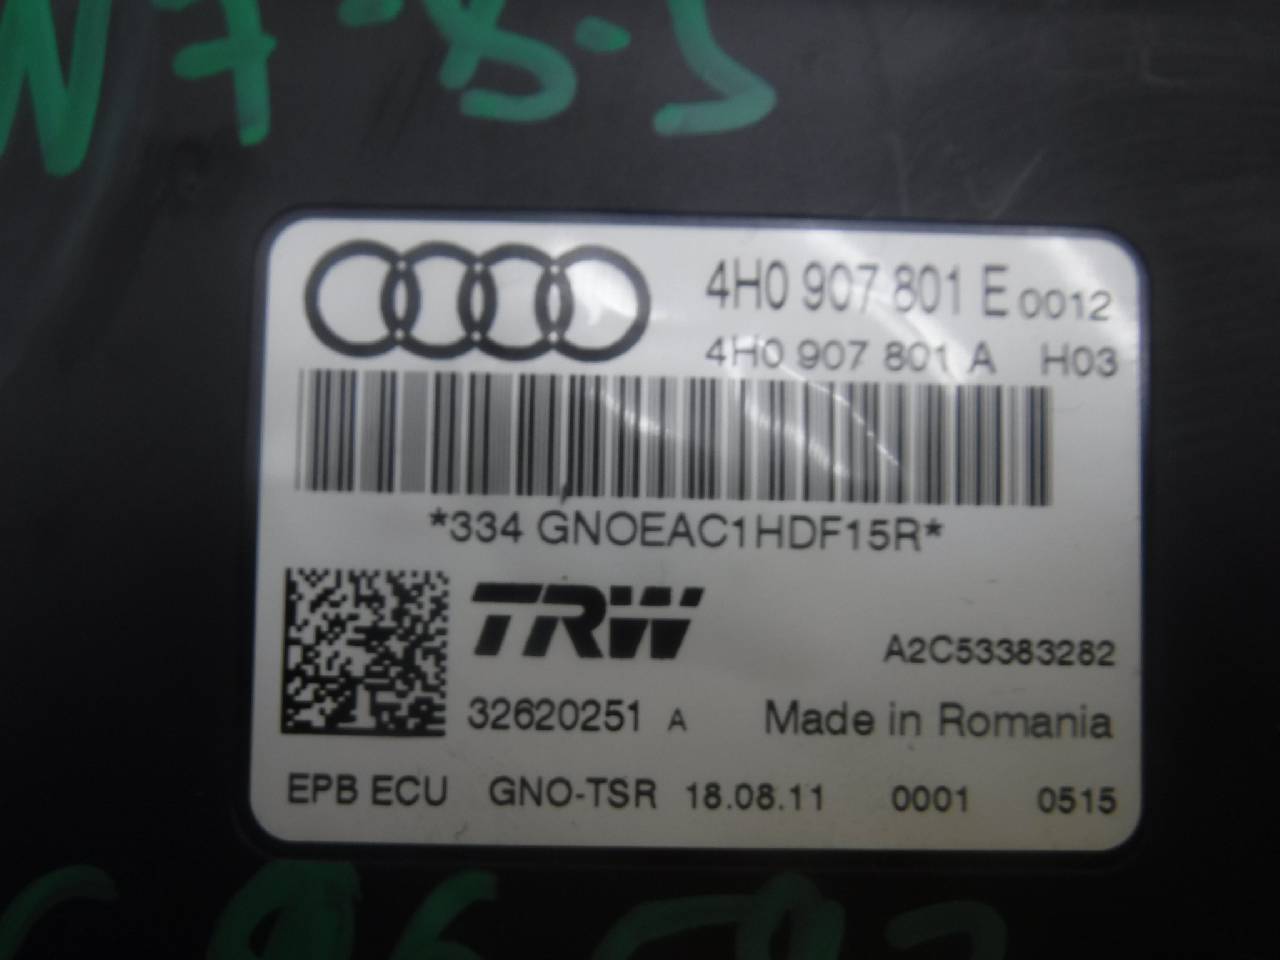 4H0 907 801 E 0012
4H0 907 801 A H03
*334 GNOEAC1HDF15R*
TRW
A2C53383282
32620251 A Made in Romania
EPB ECU GNO-TSR 18.08.11 0001 0515